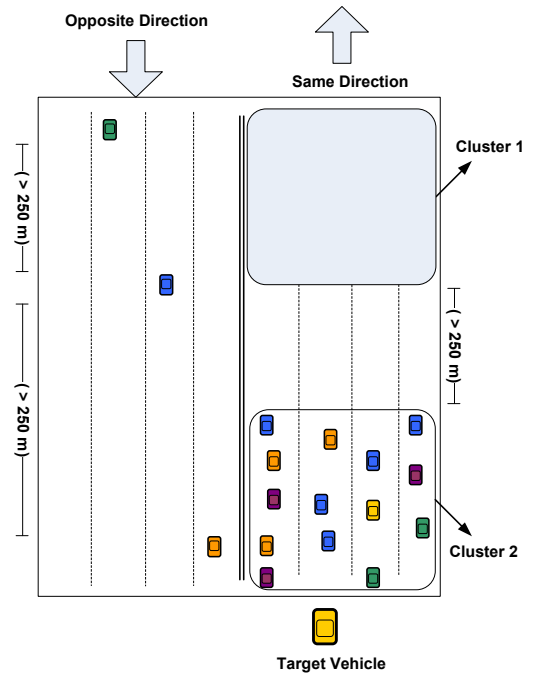 Opposite Direction
Same Direction
Cluster 1
(> 250 m)
(> 250 m)
(> 250 m)
Cluster 2
Target Vehicle